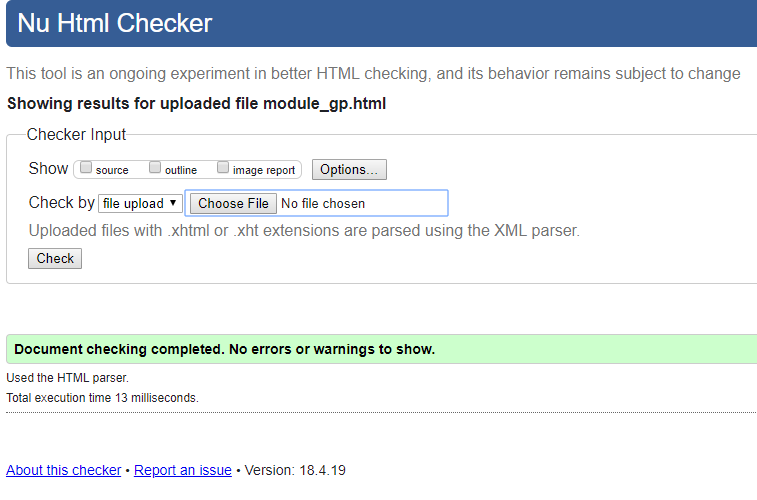 Nu Html Checker
This tool is an ongoing experiment in better HTML checking, and its behavior remains subject to change
Showing results for uploaded file module_gp.html
Checker Input
Show source outline image report Options...
Check by file upload Choose File No file chosen
Uploaded files with .xhtml or .xht extensions are parsed using the XML parser.
Check
Document checking completed. No errors or warnings to show.
Used the HTML parser.
Total execution time 13 milliseconds.
About this checker • Report an issue • Version: 18.4.19